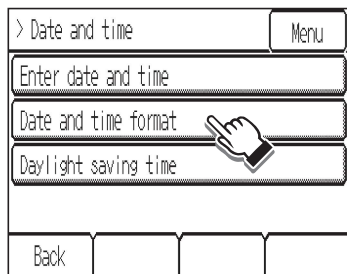 > Date and time
Menu
Enter date and time
Date and time format
Daylight saving time
Back